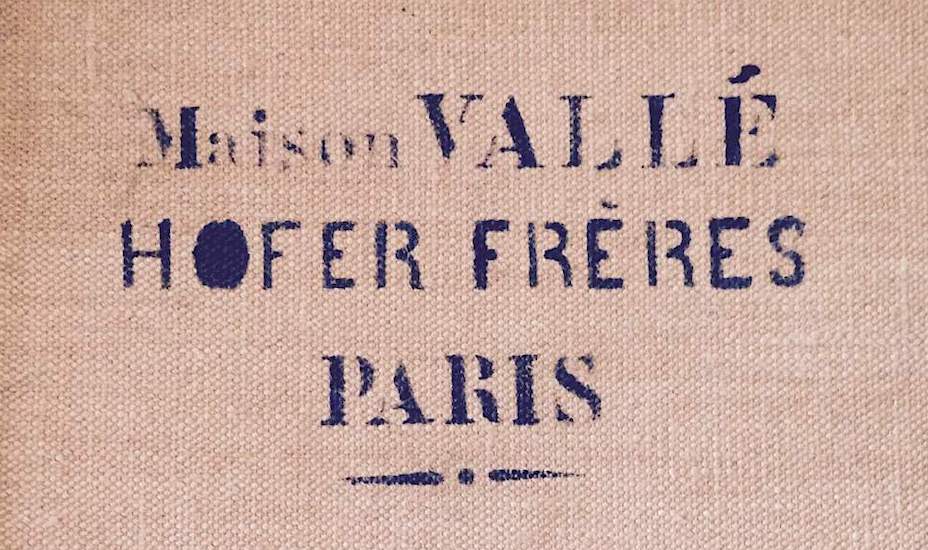 Maison VALLÉ
HOFER FRÈRES
PARIS